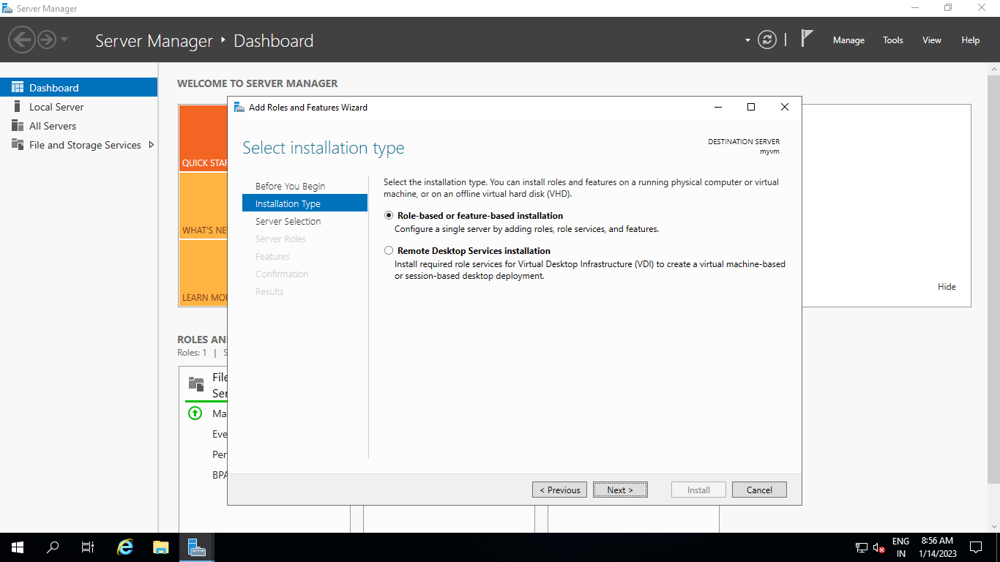 Server Manager
Server Manager
Dashboard
Manage
Tools
View
Help
Dashboard
Local Server
All Servers
File and Storage Services
WELCOME TO SERVER MANAGER
QUICK STAR
WHAT'S NE
LEARN MOR
Hide
ROLES AN
Roles: 1 | S
File
Ser
Ma
Eve
Per
BPA
Add Roles and Features Wizard
Select installation type
DESTINATION SERVER
myvm
Before You Begin
Installation Type
Server Selection
Server Roles
Features
Confirmation
Results
Select the installation type. You can install roles and features on a running physical computer or virtual
machine, or on an offline virtual hard disk (VHD).
Role-based or feature-based installation
Configure a single server by adding roles, role services, and features.
Remote Desktop Services installation
Install required role services for Virtual Desktop Infrastructure (VDI) to create a virtual machine-based
or session-based desktop deployment.
< Previous
Next >
Install
Cancel
ENG
IN
8:56 AM
1/14/2023